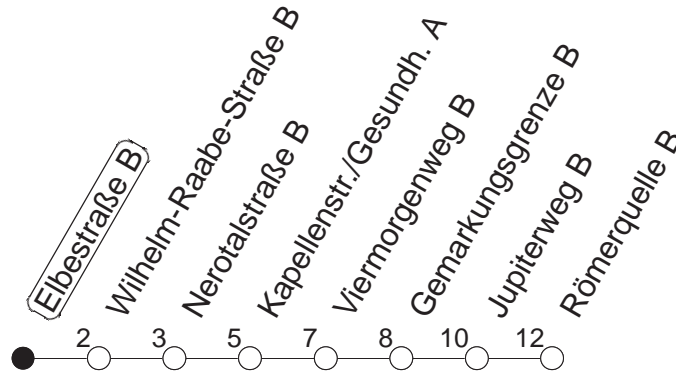 Elbestraße B
Wilhelm-Raabe-Straße B
Nerotalstraße B
Kapellenstr./Gesundh. A
Viermorgenweg B
Gemarkungsgrenze B
Jupiterweg B
Römerquelle B
2 3 5 7 8 10 12